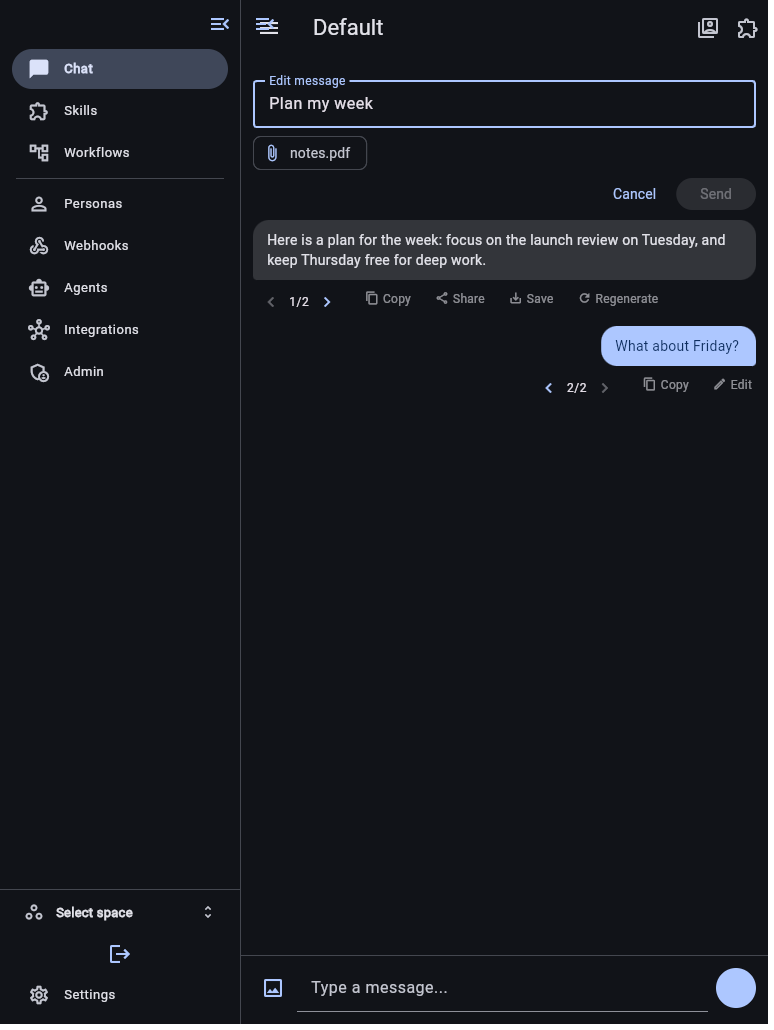 Chat
Skills
Workflows
Personas
Webhooks
Agents
Integrations
Admin
Select space
Settings
Default
Edit message
Plan my week
notes.pdf
Cancel
Send
Here is a plan for the week: focus on the launch review on Tuesday, and
keep Thursday free for deep work.
1/2 Copy Share Save Regenerate
What about Friday?
2/2 Copy Edit
Type a message...